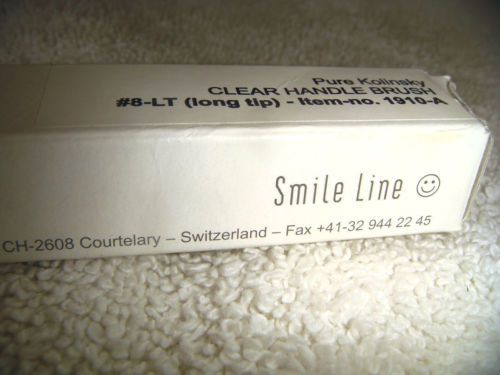 Pure Kolinsky
CLEAR HANDLE BRUSH
#8-LT (long tip) - Item-no. 1910-A
Smile Line
CH-2608 Courtelary – Switzerland – Fax +41-32 944 22 45